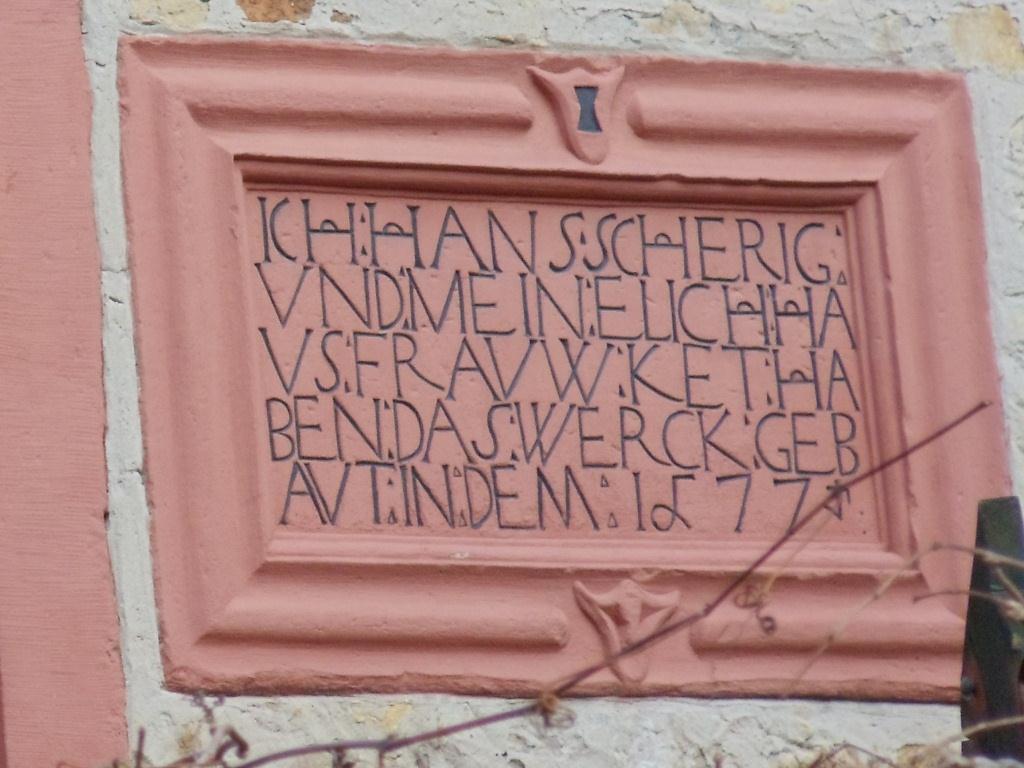 ICH:HANS:SCHERIG:
VND:MEIN:ELICH:HA
VS:FRAVW:KET:HA
BEN:DAS:WERCK:GEB
AVT:IN:DEM:1577